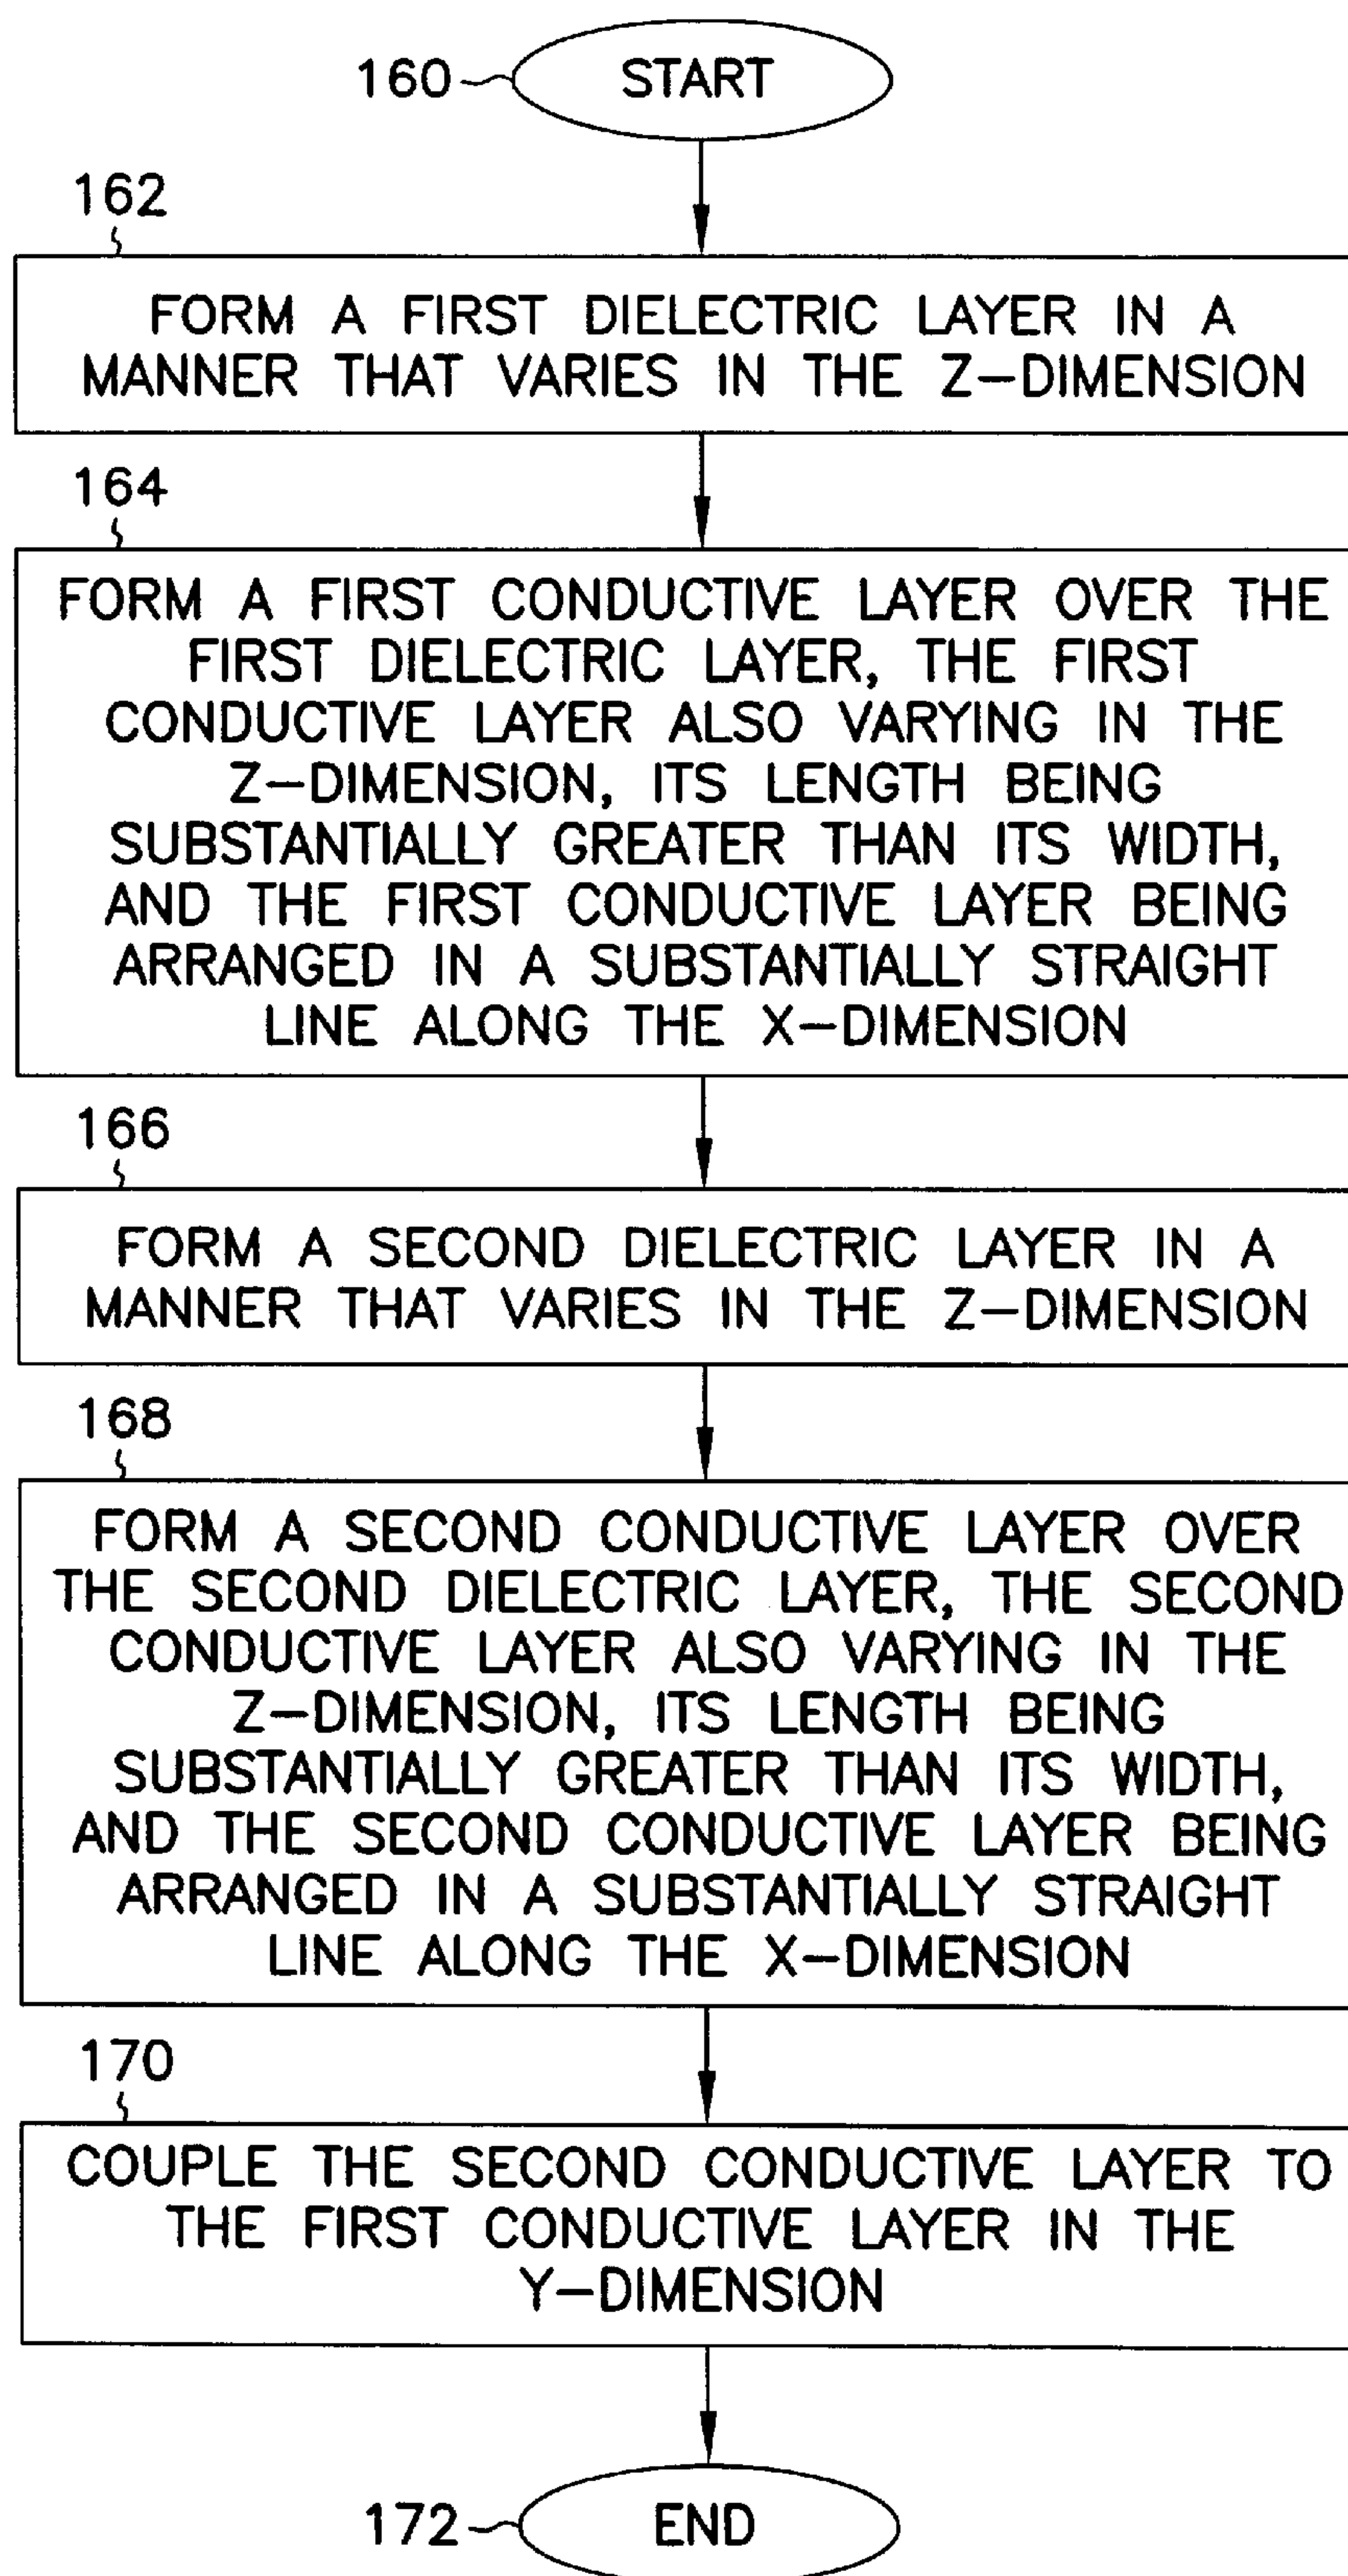 160
START
162
FORM A FIRST DIELECTRIC LAYER IN A
MANNER THAT VARIES IN THE Z-DIMENSION
164
FORM A FIRST CONDUCTIVE LAYER OVER THE
FIRST DIELECTRIC LAYER, THE FIRST
CONDUCTIVE LAYER ALSO VARYING IN THE
Z-DIMENSION, ITS LENGTH BEING
SUBSTANTIALLY GREATER THAN ITS WIDTH,
AND THE FIRST CONDUCTIVE LAYER BEING
ARRANGED IN A SUBSTANTIALLY STRAIGHT
LINE ALONG THE X-DIMENSION
166
FORM A SECOND DIELECTRIC LAYER IN A
MANNER THAT VARIES IN THE Z-DIMENSION
168
FORM A SECOND CONDUCTIVE LAYER OVER
THE SECOND DIELECTRIC LAYER, THE SECOND
CONDUCTIVE LAYER ALSO VARYING IN THE
Z-DIMENSION, ITS LENGTH BEING
SUBSTANTIALLY GREATER THAN ITS WIDTH,
AND THE SECOND CONDUCTIVE LAYER BEING
ARRANGED IN A SUBSTANTIALLY STRAIGHT
LINE ALONG THE X-DIMENSION
170
COUPLE THE SECOND CONDUCTIVE LAYER TO
THE FIRST CONDUCTIVE LAYER IN THE
Y-DIMENSION
172
END